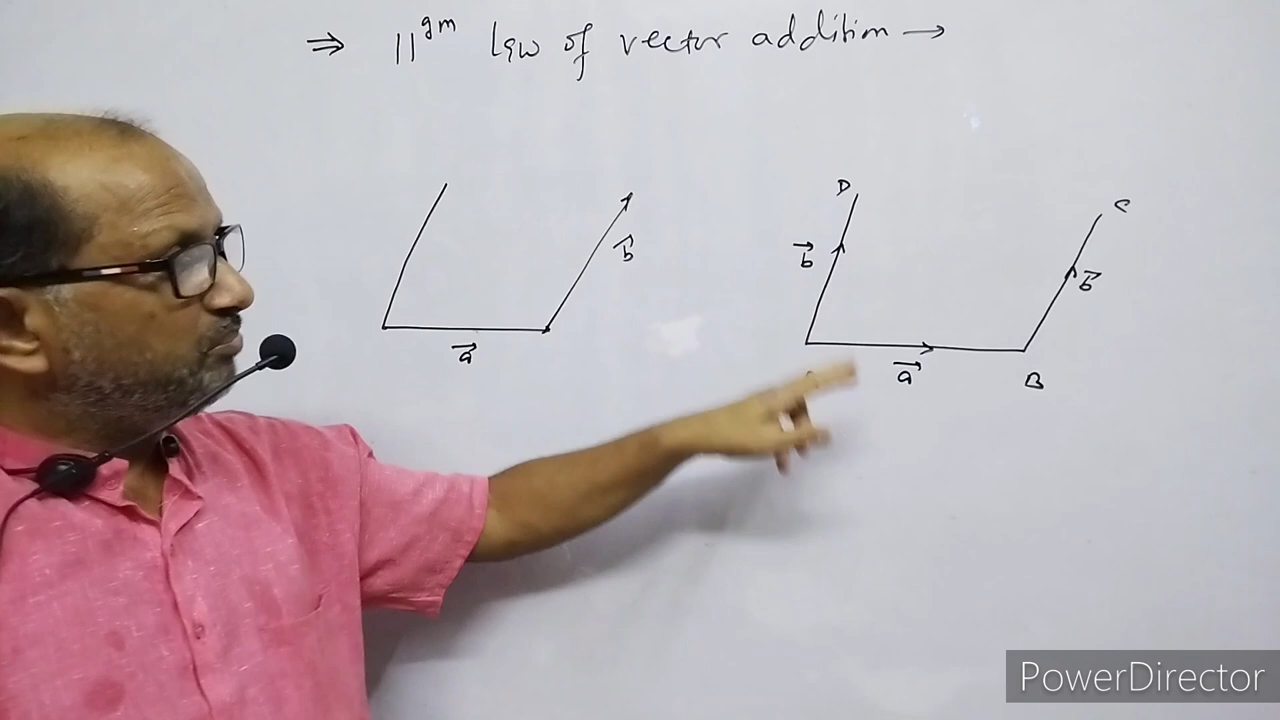 ⇒ ||gm law of vector addition →
D
C
b⃗
b⃗
b⃗
a⃗
a⃗
B
PowerDirector